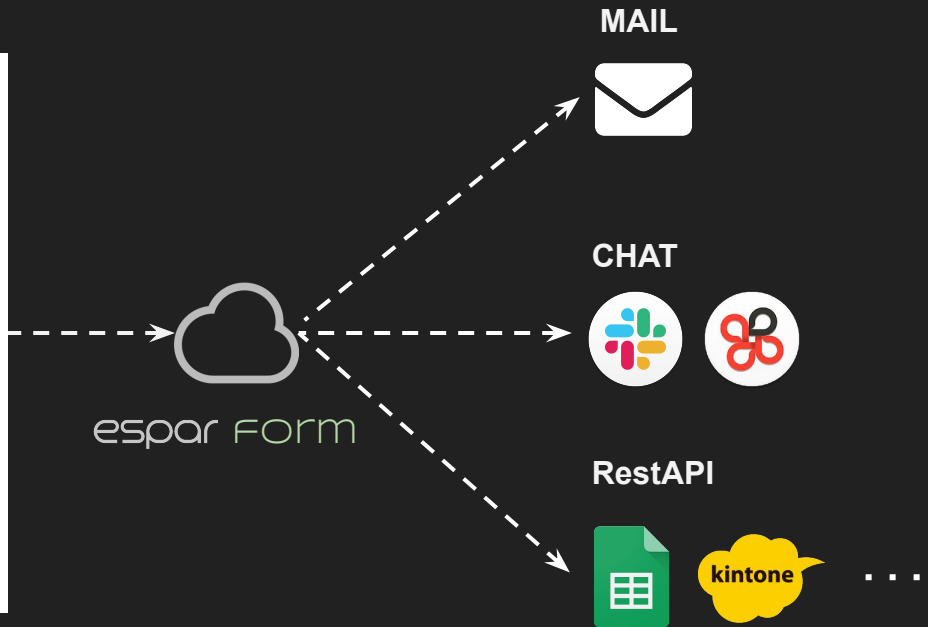 MAIL
CHAT
espar form
RestAPI
kintone
...